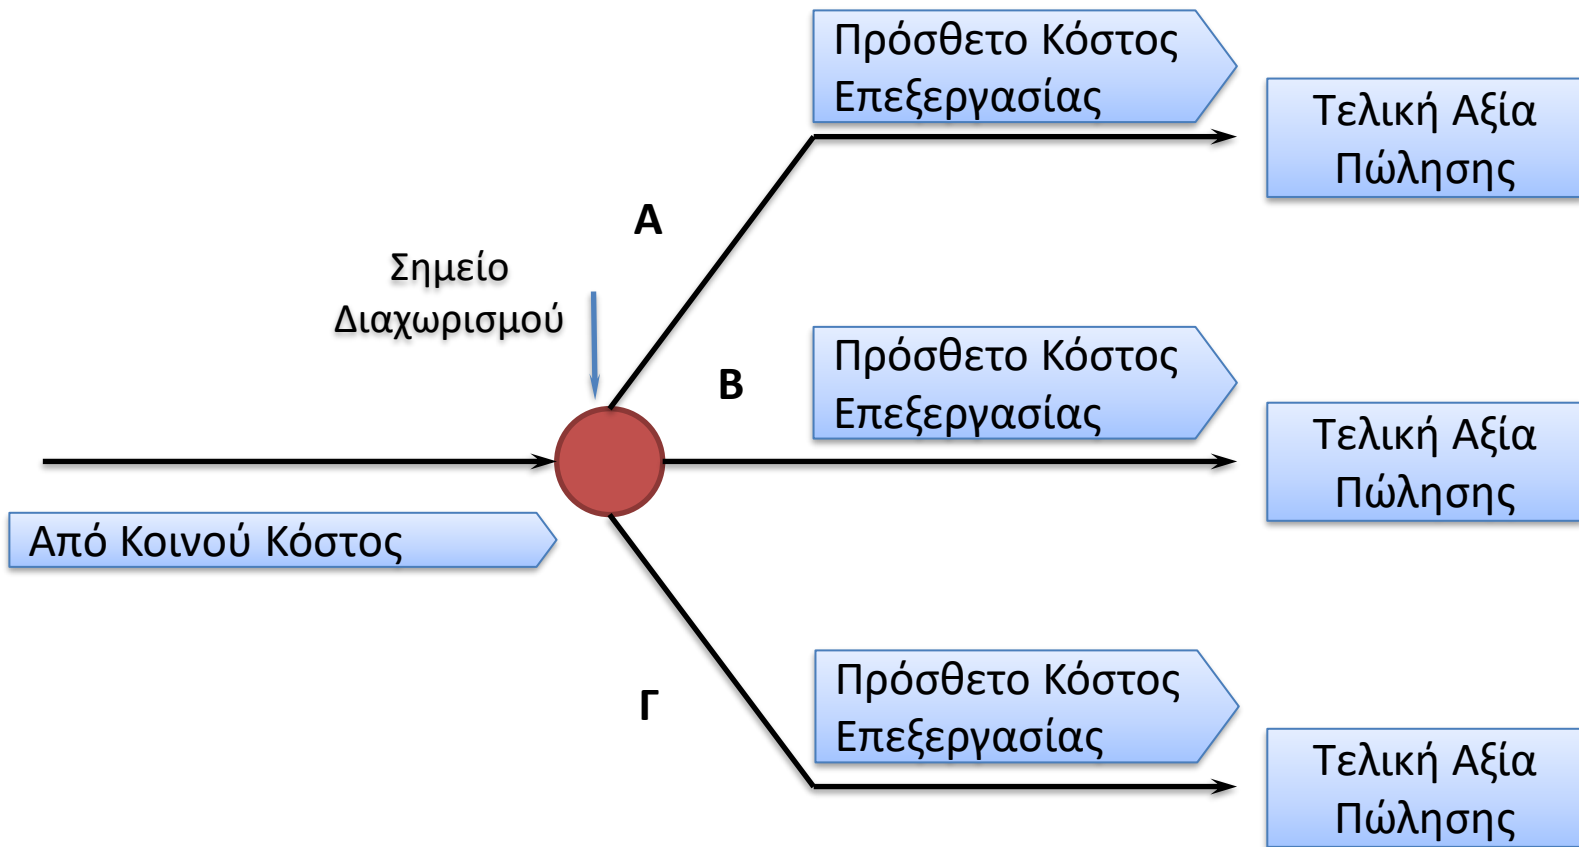 Πρόσθετο Κόστος
Επεξεργασίας
Τελική Αξία
Πώλησης
Α
Σημείο
Διαχωρισμού
Β
Πρόσθετο Κόστος
Επεξεργασίας
Τελική Αξία
Πώλησης
Από Κοινού Κόστος
Γ
Πρόσθετο Κόστος
Επεξεργασίας
Τελική Αξία
Πώλησης